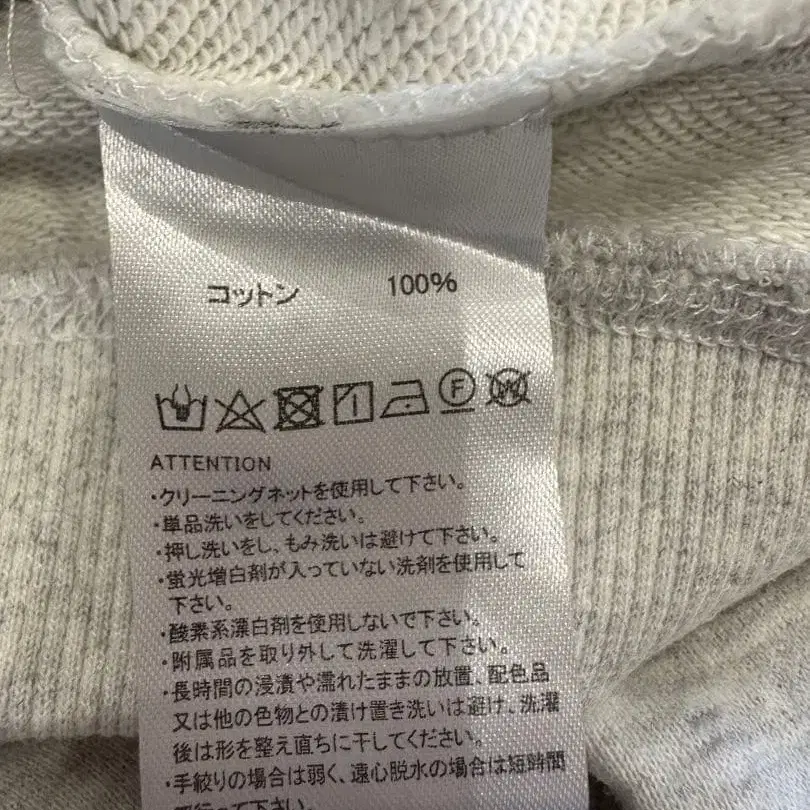 コットン 100%
F W
ATTENTION
・クリーニングネットを使用して下さい。
・単品洗いをしてください。
・押し洗いをし、もみ洗いは避けて下さい。
・蛍光増白剤が入っていない洗剤を使用して
下さい。
・酸素系漂白剤を使用しないで下さい。
・附属品を取り外して洗濯して下さい。
・長時間の浸漬や濡れたままの放置、配色品
又は他の色物との漬け置き洗いは避け、洗濯
後は形を整え直ちに干してください。
・手絞りの場合は弱く、遠心脱水の場合は短時間
で行って下さい。